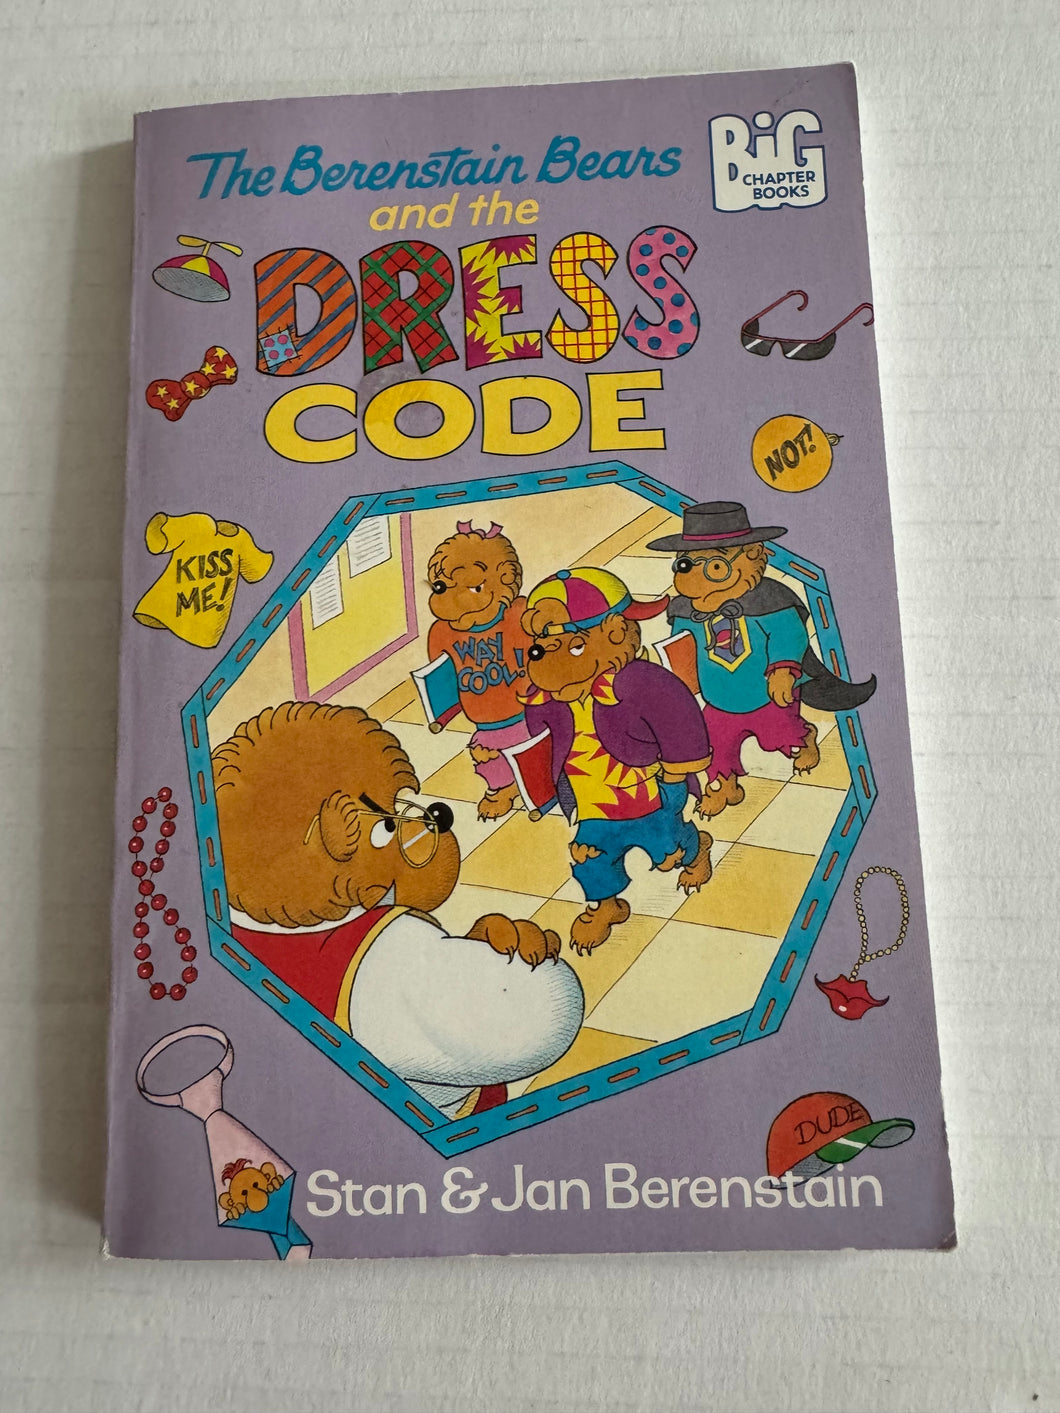 The Berenstain Bears
and the
DRESS
CODE
BiG
CHAPTER
BOOKS
NOT!
KISS
ME!
WAY
COOL!
DUDE
Stan & Jan Berenstain